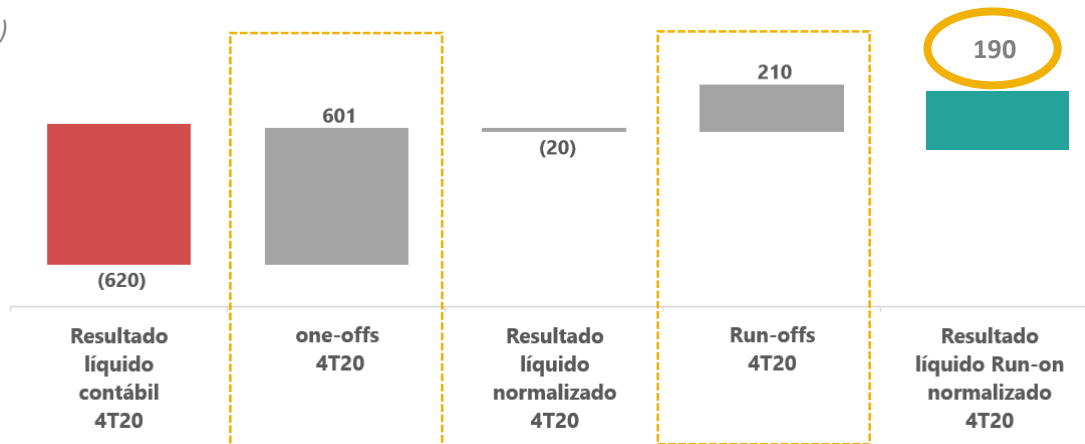 )
190
210
601
(20)
(620)
Resultado
líquido
contábil
4T20
one-offs
4T20
Resultado
líquido
normalizado
4T20
Run-offs
4T20
Resultado
líquido Run-on
normalizado
4T20